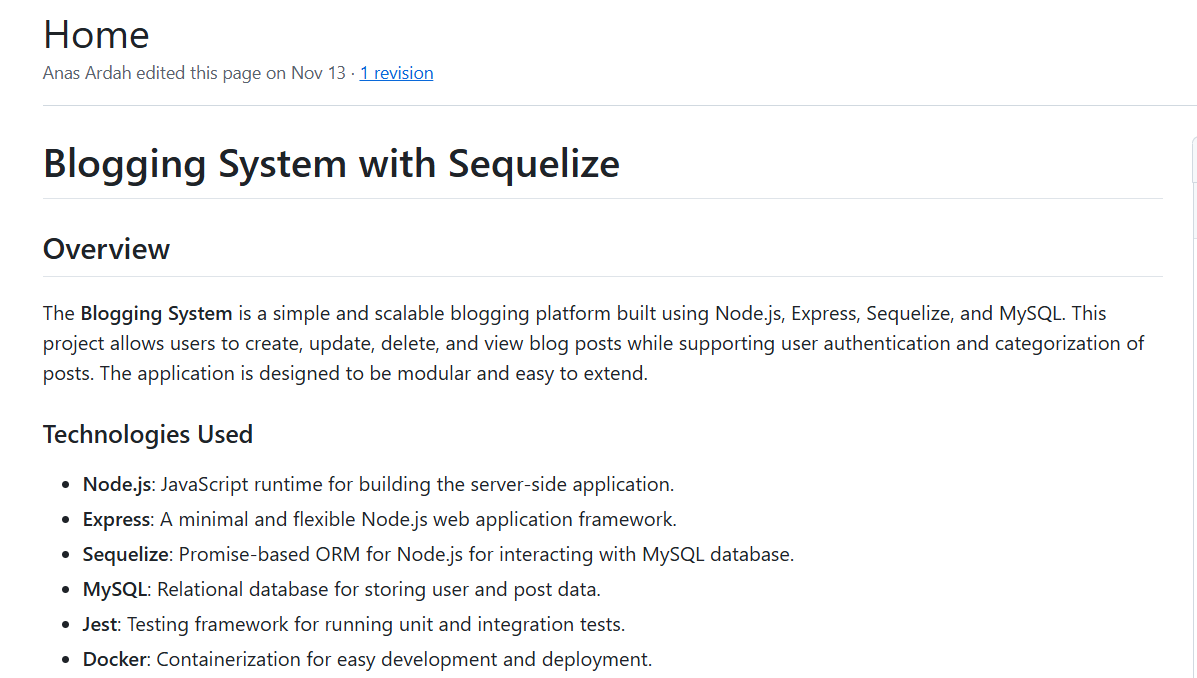 Home
Anas Ardah edited this page on Nov 13 · 1 revision
Blogging System with Sequelize
Overview
The Blogging System is a simple and scalable blogging platform built using Node.js, Express, Sequelize, and MySQL. This
project allows users to create, update, delete, and view blog posts while supporting user authentication and categorization of
posts. The application is designed to be modular and easy to extend.
Technologies Used
• Node.js: JavaScript runtime for building the server-side application.
• Express: A minimal and flexible Node.js web application framework.
• Sequelize: Promise-based ORM for Node.js for interacting with MySQL database.
• MySQL: Relational database for storing user and post data.
• Jest: Testing framework for running unit and integration tests.
• Docker: Containerization for easy development and deployment.